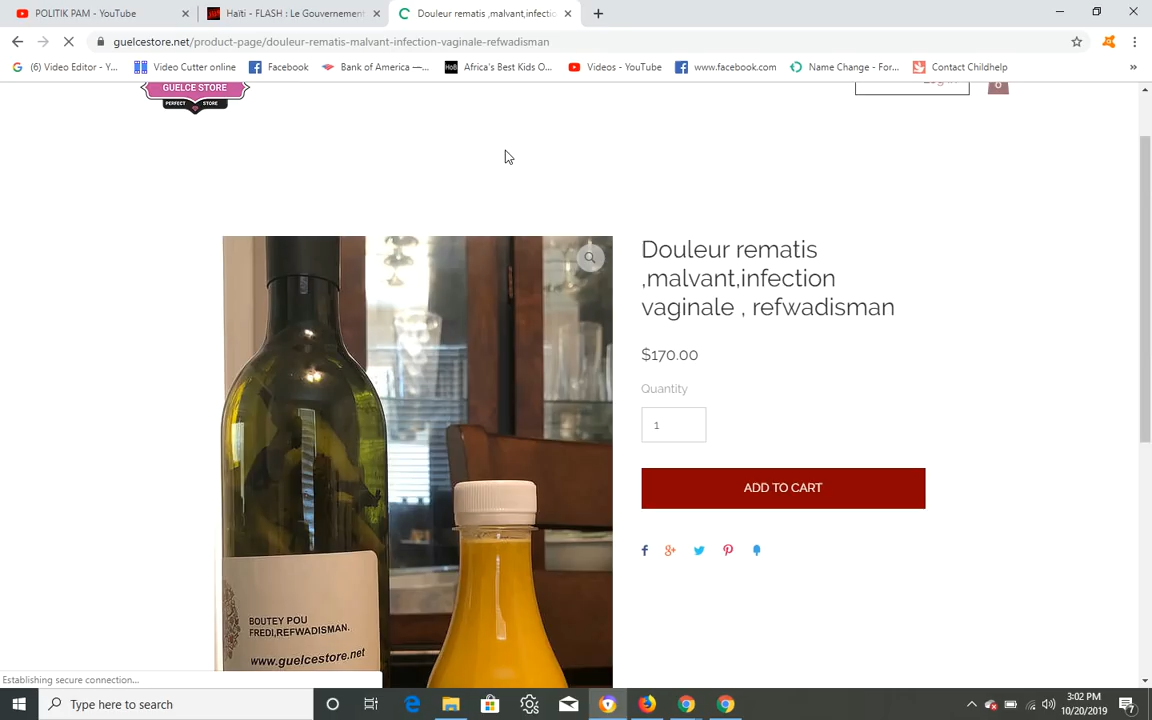 POLITIK PAM - YouTube
Haïti - FLASH : Le Gouvernement
Douleur rematis ,malvant,infectio
guelcestore.net/product-page/douleur-rematis-malvant-infection-vaginale-refwadisman
(6) Video Editor - Y...
Video Cutter online
Facebook
Bank of America —...
HoB
Africa's Best Kids O...
Videos - YouTube
www.facebook.com
Name Change - For...
Contact Childhelp
GUELCE STORE
PERFECT STORE
0
Douleur rematis
,malvant,infection
vaginale , refwadisman
$170.00
Quantity
1
ADD TO CART
BOUTEY POU
FREDI,REFWADISMAN.
www.guelcestore.net
Establishing secure connection...
Type here to search
3:02 PM
10/20/2019
7